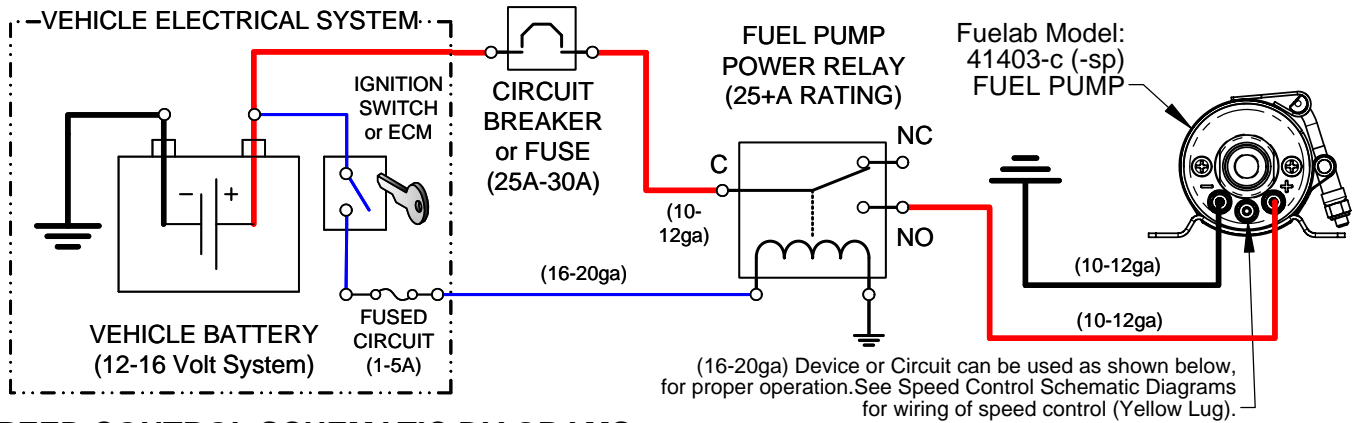 VEHICLE ELECTRICAL SYSTEM
IGNITION
SWITCH
or ECM
- +
VEHICLE BATTERY
(12-16 Volt System)
FUSED
CIRCUIT
(1-5A)
CIRCUIT
BREAKER
or FUSE
(25A-30A)
(16-20ga)
FUEL PUMP
POWER RELAY
(25+A RATING)
C
NC
NO
(10-
12ga)
Fuelab Model:
41403-c (-sp)
FUEL PUMP
- +
(10-12ga)
(10-12ga)
(16-20ga) Device or Circuit can be used as shown below,
for proper operation.See Speed Control Schematic Diagrams
for wiring of speed control (Yellow Lug).